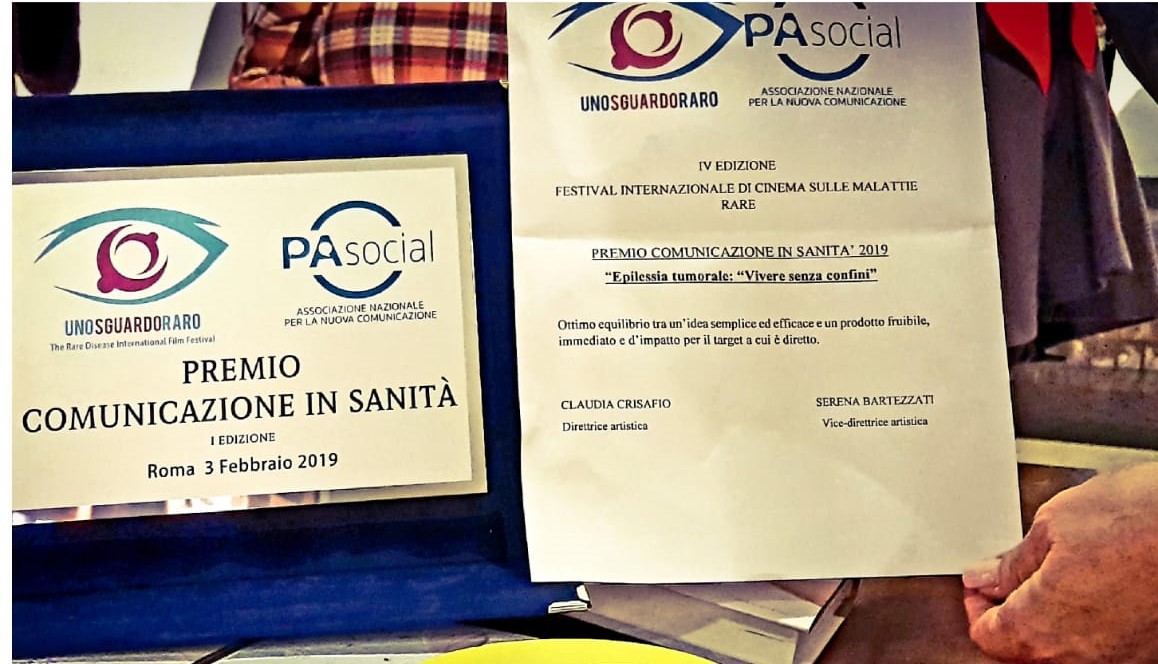 UNOSGUARDORARO
The Rare Disease International Film Festival
PAsocial
ASSOCIAZIONE NAZIONALE
PER LA NUOVA COMUNICAZIONE
PREMIO
COMUNICAZIONE IN SANITÀ
I EDIZIONE
Roma 3 Febbraio 2019
UNOSGUARDORARO
PAsocial
ASSOCIAZIONE NAZIONALE
PER LA NUOVA COMUNICAZIONE
IV EDIZIONE
FESTIVAL INTERNAZIONALE DI CINEMA SULLE MALATTIE
RARE
PREMIO COMUNICAZIONE IN SANITA' 2019
"Epilessia tumorale: "Vivere senza confini"
Ottimo equilibrio tra un'idea semplice ed efficace e un prodotto fruibile,
immediato e d'impatto per il target a cui è diretto.
CLAUDIA CRISAFIO
Direttrice artistica
SERENA BARTEZZATI
Vice-direttrice artistica